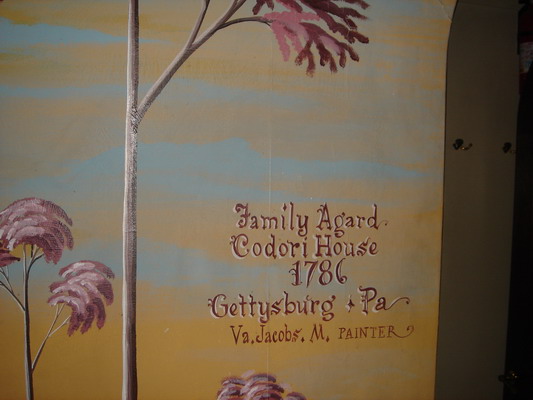 Family Agard
Codori House
1786
Gettysburg + Pa
Va. Jacobs. M. PAINTER